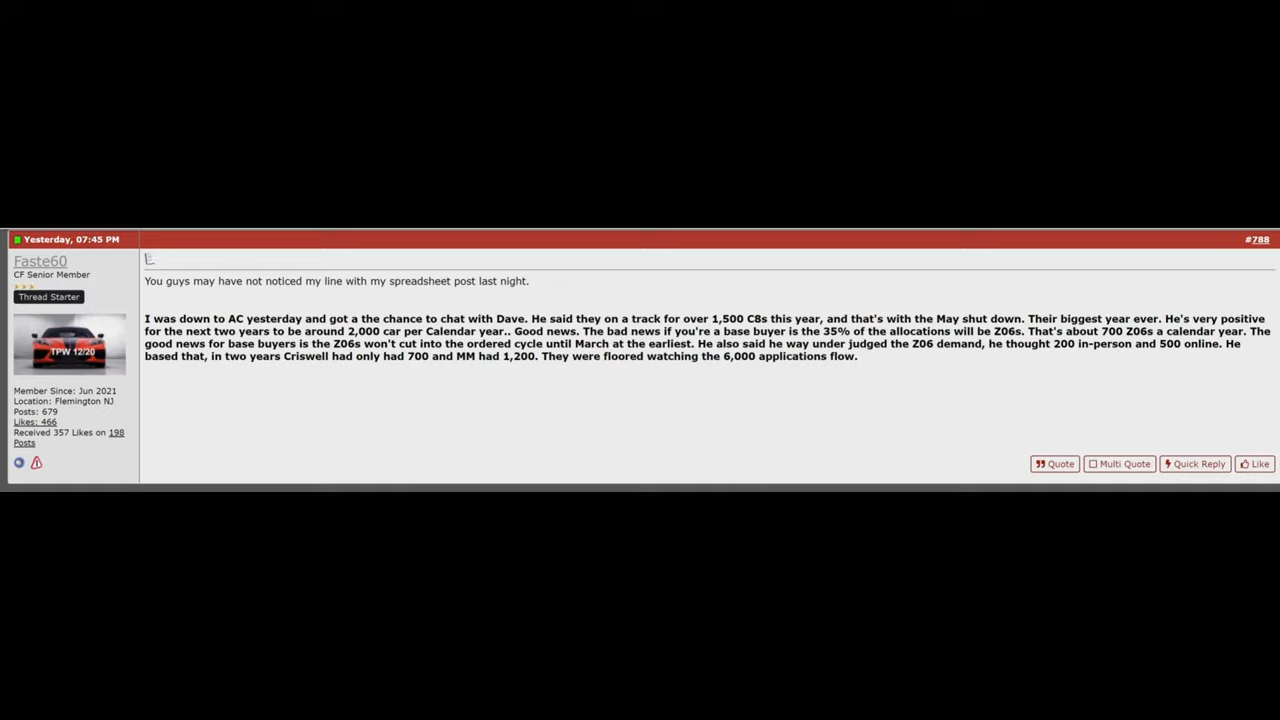 Yesterday, 07:45 PM
#788
Faste60
CF Senior Member
Thread Starter
TPW 12/20
Member Since: Jun 2021
Location: Flemington NJ
Posts: 679
Likes: 466
Received 357 Likes on 198
Posts
You guys may have not noticed my line with my spreadsheet post last night.
I was down to AC yesterday and got a the chance to chat with Dave. He said they on a track for over 1,500 C8s this year, and that's with the May shut down. Their biggest year ever. He's very positive
for the next two years to be around 2,000 car per Calendar year.. Good news. The bad news if you're a base buyer is the 35% of the allocations will be Z06s. That's about 700 Z06s a calendar year. The
good news for base buyers is the Z06s won't cut into the ordered cycle until March at the earliest. He also said he way under judged the Z06 demand, he thought 200 in-person and 500 online. He
based that, in two years Criswell had only had 700 and MM had 1,200. They were floored watching the 6,000 applications flow.
Quote
Multi Quote
Quick Reply
Like